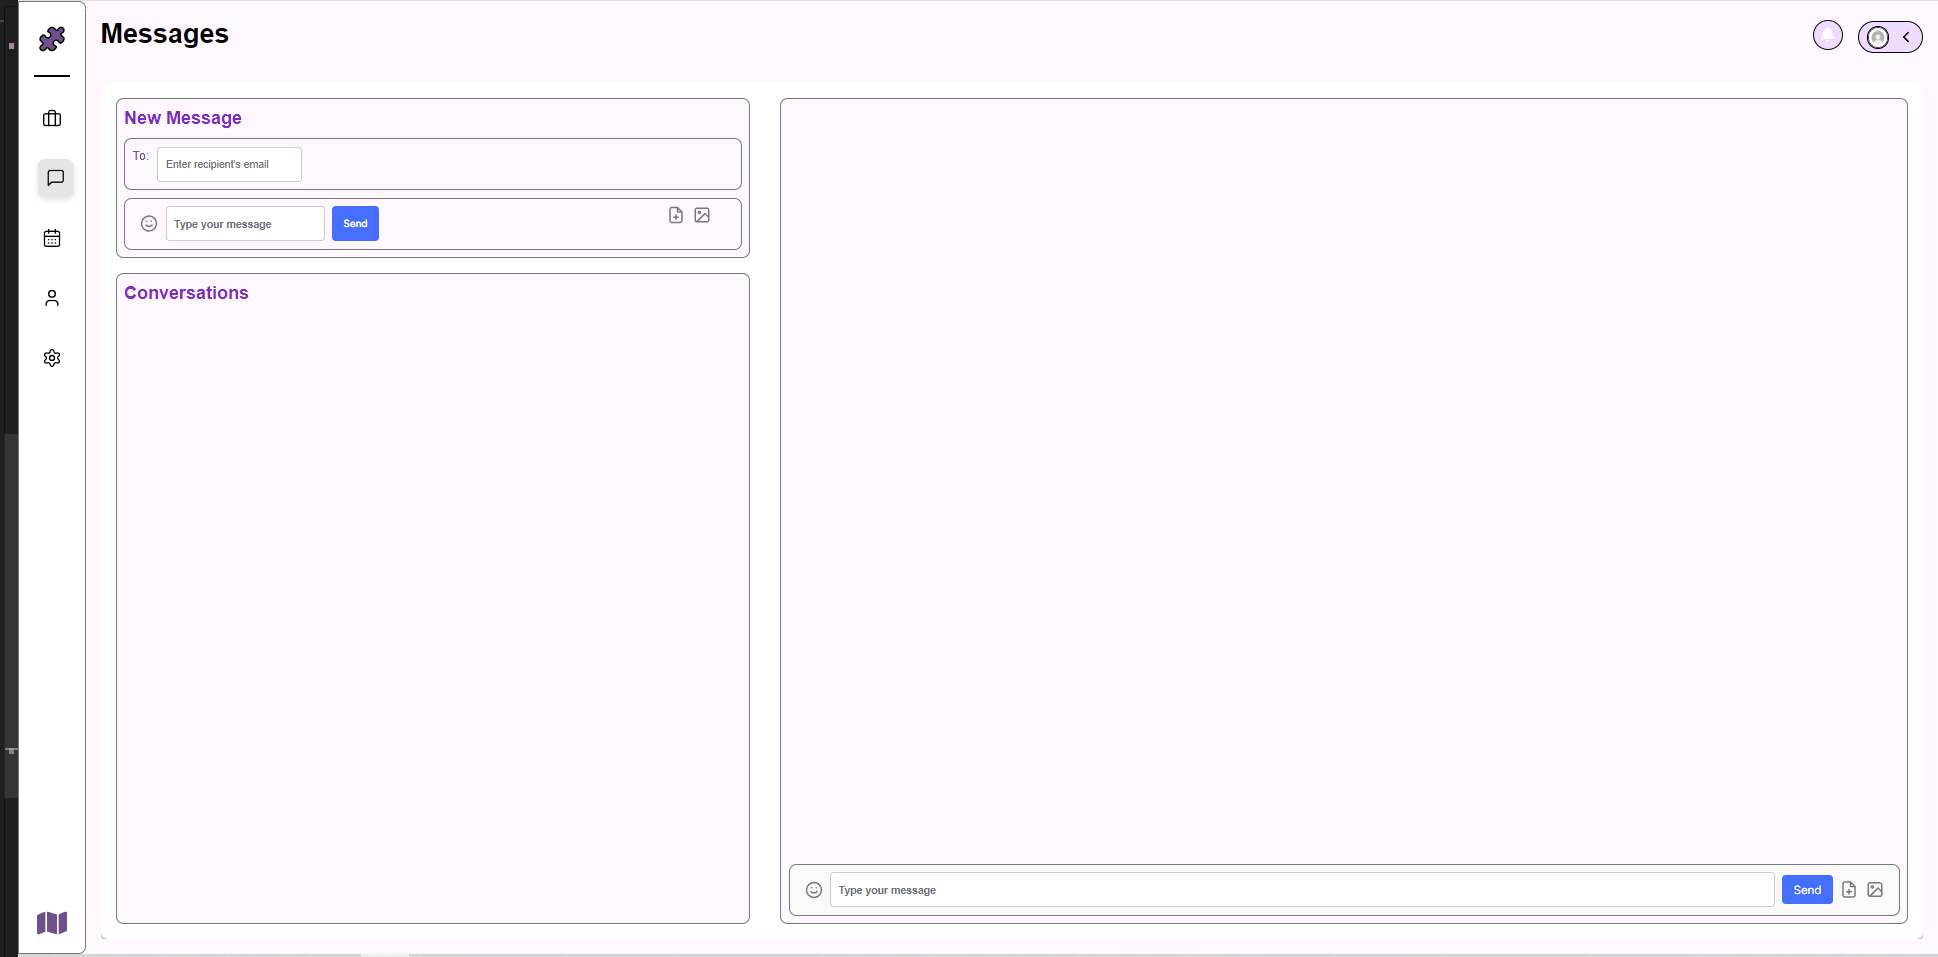 Messages
New Message
To:
Enter recipient's email
Type your message
Send
Conversations
Type your message
Send